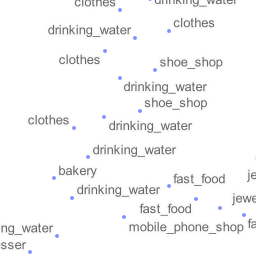 clothes
drinking_water
clothes
drinking_water
clothes
shoe_shop
drinking_water
shoe_shop
clothes
drinking_water
drinking_water
bakery
fast_food
drinking_water
jewe
fast_food
mobile_phone_shop
fa
ng_water
sser
je